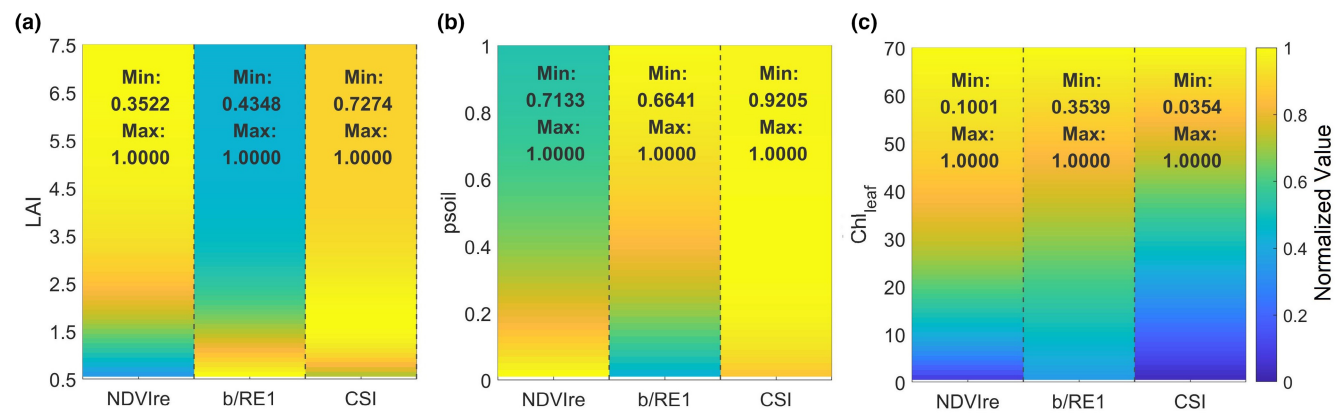 (a)
LAI
7.5
6.5
5.5
4.5
3.5
2.5
1.5
0.5
Min:
0.3522
Max:
1.0000
Min:
0.4348
Max:
1.0000
Min:
0.7274
Max:
1.0000
NDVIre
b/RE1
CSI
(b)
psoil
1
0.8
0.6
0.4
0.2
0
Min:
0.7133
Max:
1.0000
Min:
0.6641
Max:
1.0000
Min:
0.9205
Max:
1.0000
NDVIre
b/RE1
CSI
(c)
Chl leaf
70
60
50
40
30
20
10
0
Min:
0.1001
Max:
1.0000
Min:
0.3539
Max:
1.0000
Min:
0.0354
Max:
1.0000
NDVIre
b/RE1
CSI
1
0.8
0.6
0.4
0.2
0
Normalized Value